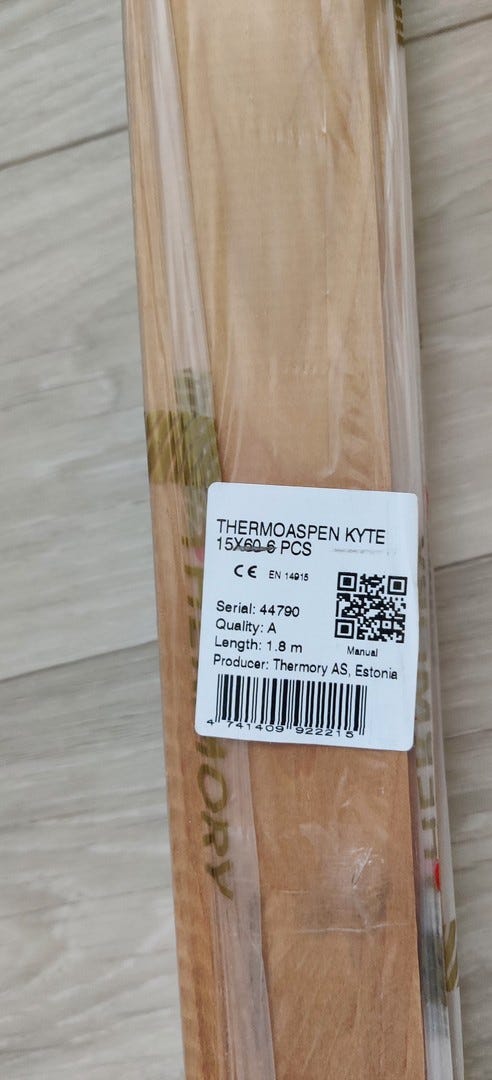 THERMOASPEN KYTE
15X60 6 PCS
CE EN 14915
Serial: 44790
Quality: A
Length: 1.8 m
Manual
Producer: Thermory AS, Estonia
4 741409 922215